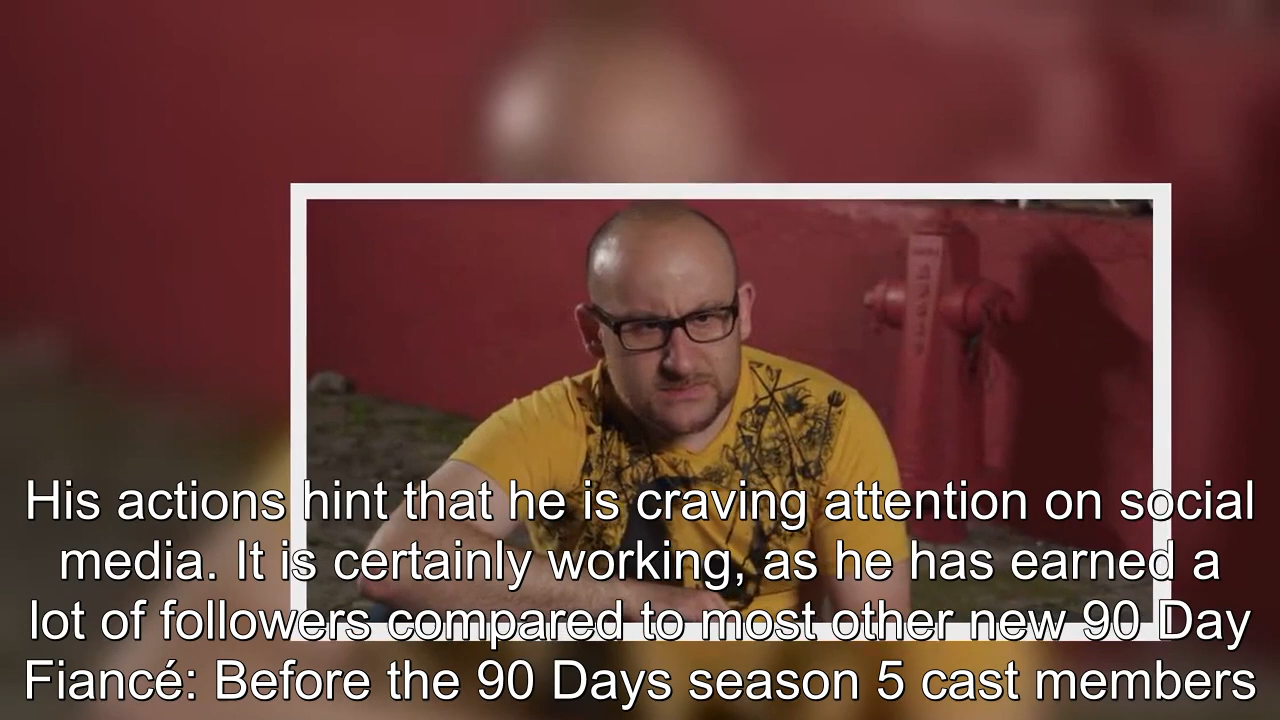 His actions hint that he is craving attention on social
media. It is certainly working, as he has earned a
lot of followers compared to most other new 90 Day
Fiancé: Before the 90 Days season 5 cast members